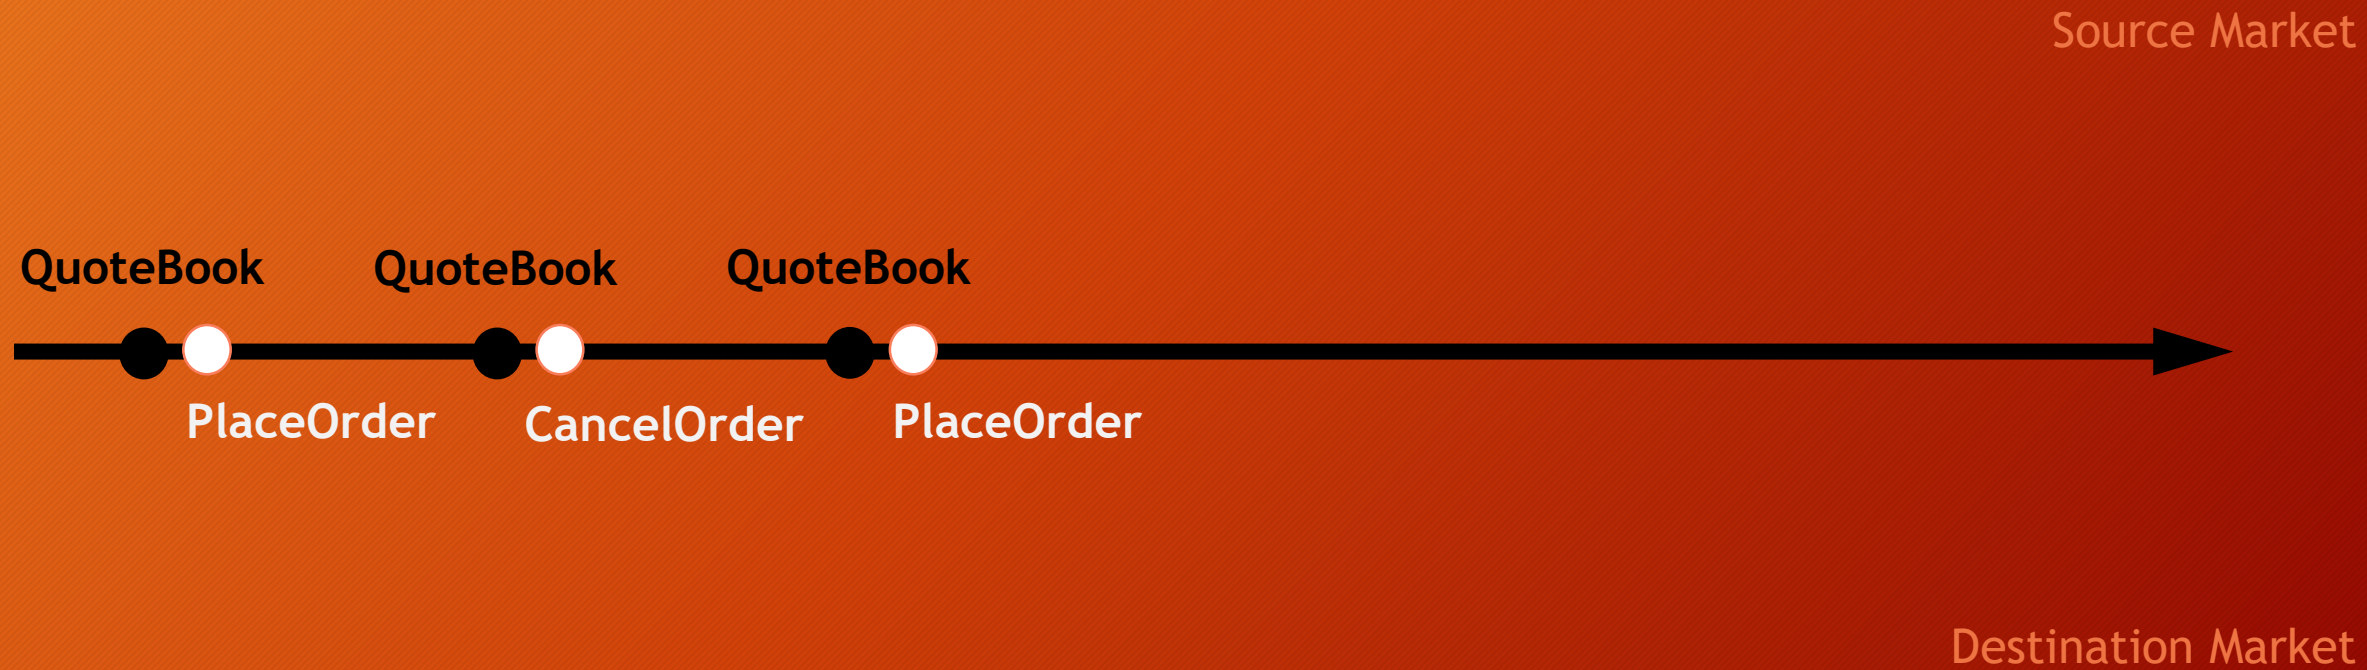 Source Market
QuoteBook QuoteBook QuoteBook
PlaceOrder CancelOrder PlaceOrder
Destination Market